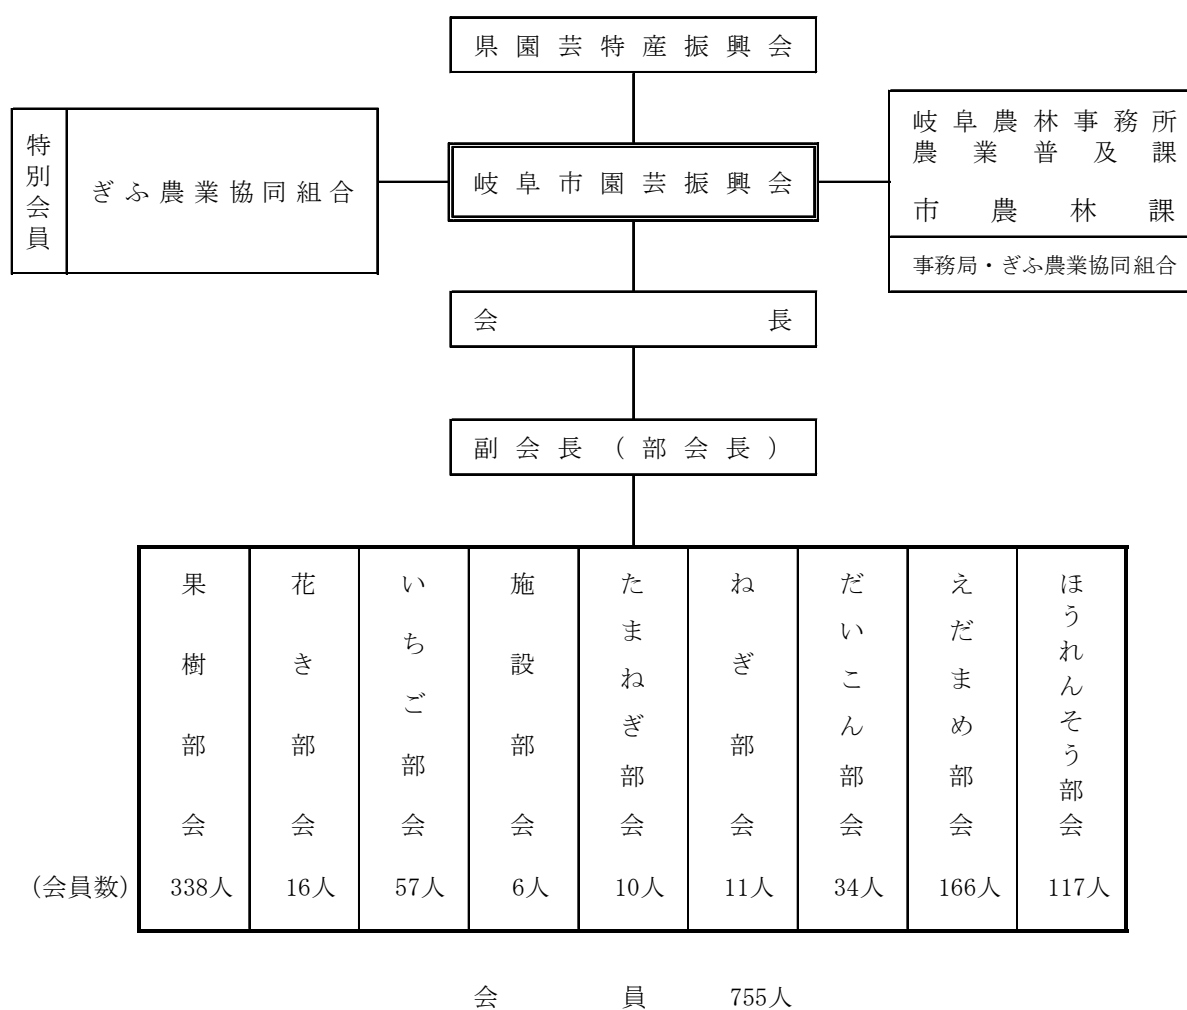 県園芸特産振興会
特別会員
ぎふ農業協同組合
岐阜市園芸振興会
岐阜農林事務所
農業普及課
市農林課
事務局・ぎふ農業協同組合
会長
副会長（部会長）
果樹部会
花き部会
いちご部会
施設部会
たまねぎ部会
ねぎ部会
だいこん部会
えだまめ部会
ほうれんそう部会
(会員数) 338人 16人 57人 6人 10人 11人 34人 166人 117人
会員 755人